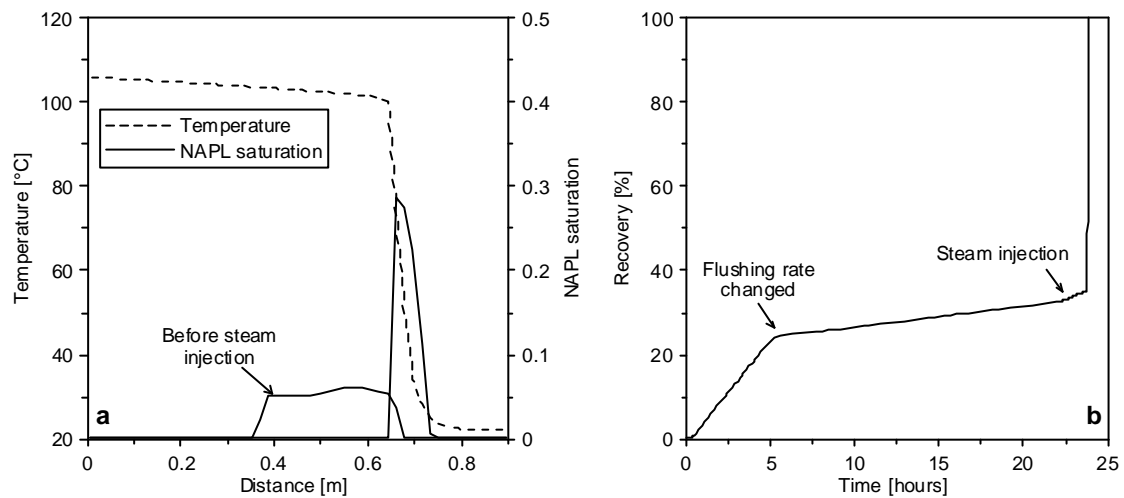 120
100
80
60
40
20
Temperature [°C]
0.5
0.4
0.3
0.2
0.1
0
NAPL saturation
Temperature
NAPL saturation
Before steam
injection
a
0
0.2
0.4
0.6
0.8
Distance [m]
100
80
60
40
20
0
Recovery [%]
Flushing rate
changed
Steam injection
b
0
5
10
15
20
25
Time [hours]